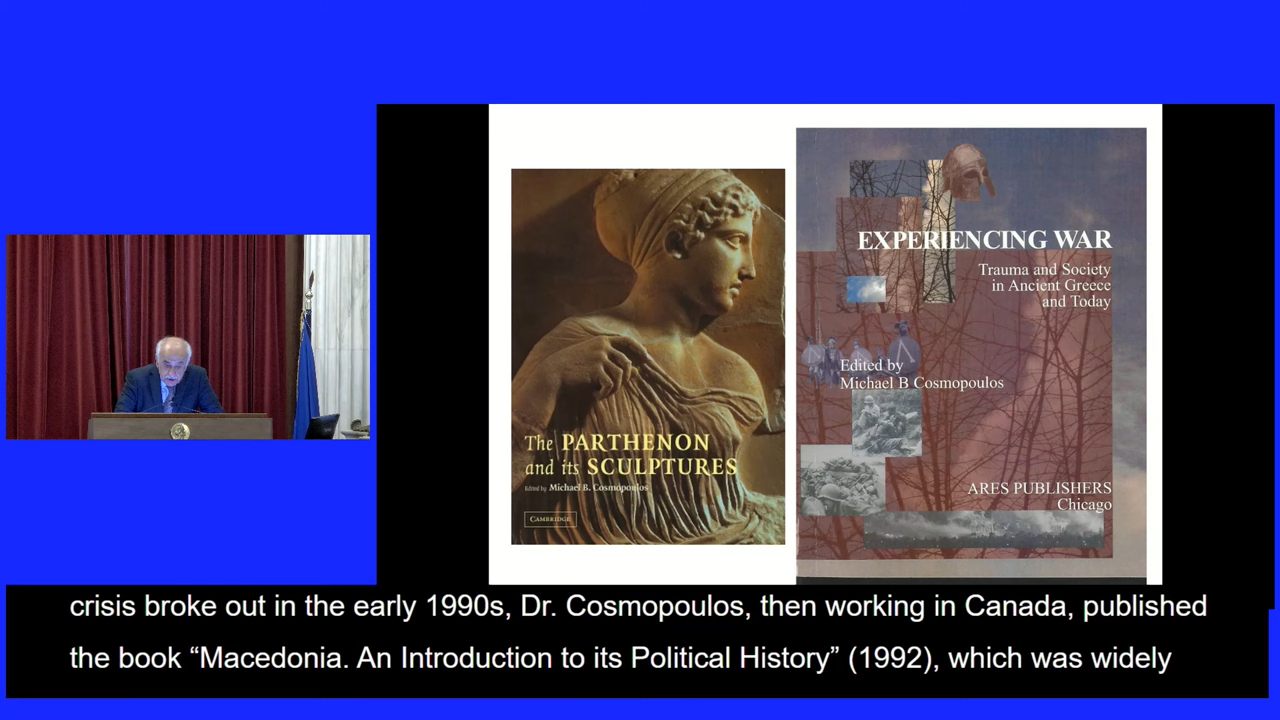 The PARTHENON
and its SCULPTURES
Edited by Michael B. Cosmopoulos
CAMBRIDGE
EXPERIENCING WAR
Trauma and Society
in Ancient Greece
and Today
Edited by
Michael B Cosmopoulos
ARES PUBLISHERS
Chicago
crisis broke out in the early 1990s, Dr. Cosmopoulos, then working in Canada, published
the book “Macedonia. An Introduction to its Political History” (1992), which was widely